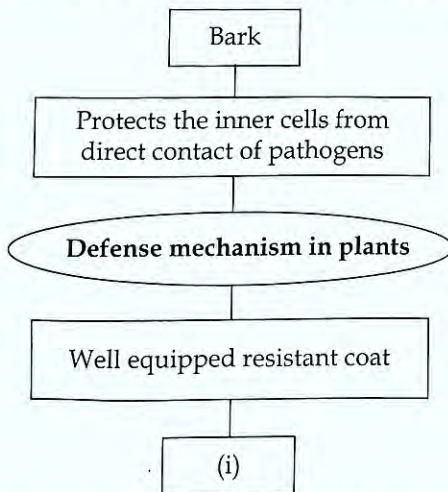 Bark
Protects the inner cells from
direct contact of pathogens
Defense mechanism in plants
Well equipped resistant coat
(i)